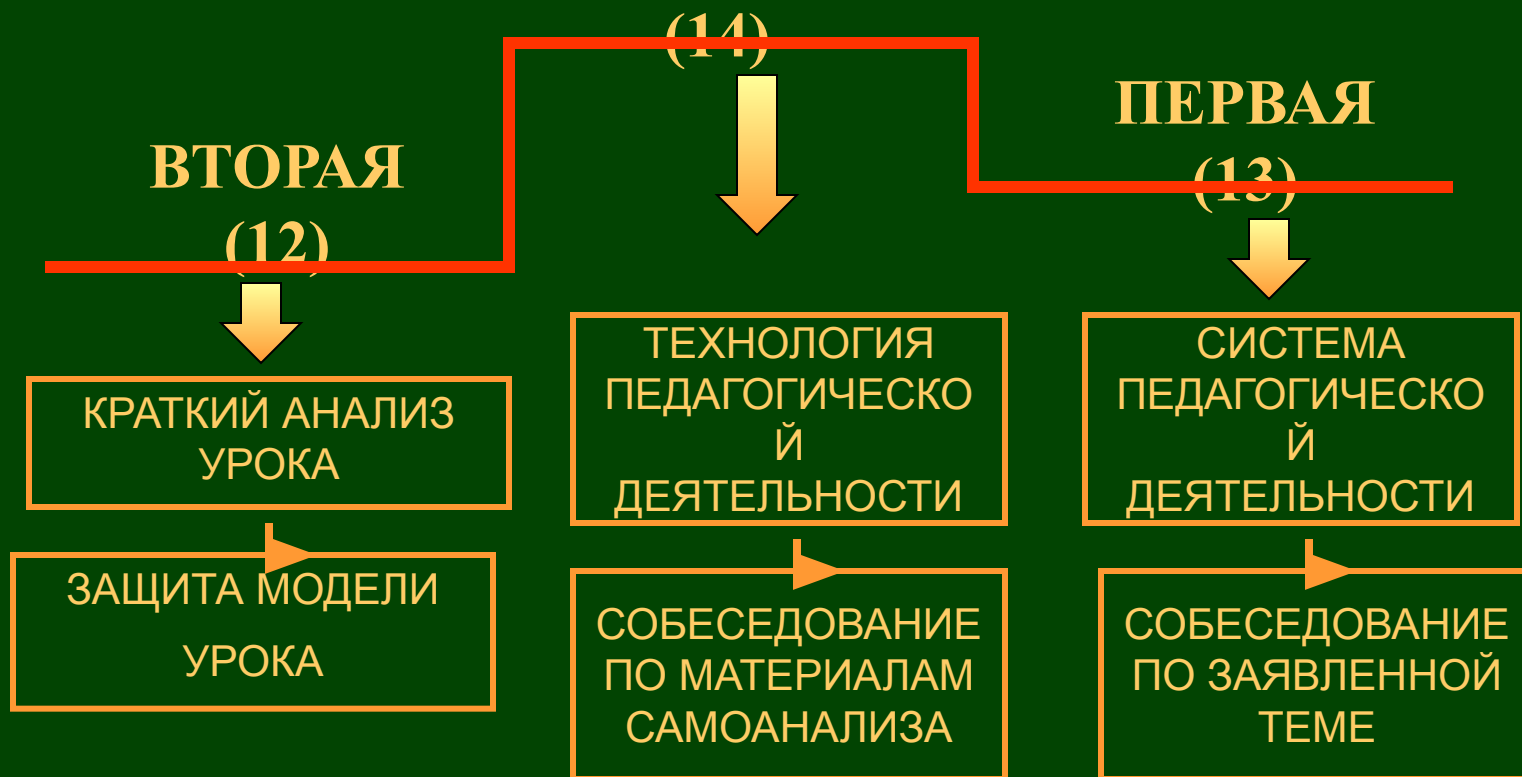 (14)
ПЕРВАЯ
(13)
ВТОРАЯ
(12)
КРАТКИЙ АНАЛИЗ
УРОКА
ЗАЩИТА МОДЕЛИ
УРОКА
ТЕХНОЛОГИЯ
ПЕДАГОГИЧЕСКО
Й
ДЕЯТЕЛЬНОСТИ
СОБЕСЕДОВАНИЕ
ПО МАТЕРИАЛАМ
САМОАНАЛИЗА
СИСТЕМА
ПЕДАГОГИЧЕСКО
Й
ДЕЯТЕЛЬНОСТИ
СОБЕСЕДОВАНИЕ
ПО ЗАЯВЛЕННОЙ
ТЕМЕ